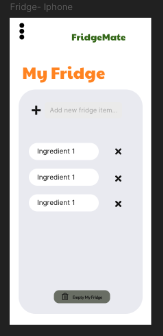 Fridge- Iphone
FridgeMate
My Fridge
Add new fridge item...
Ingredient 1
Ingredient 1
Ingredient 1
Empty My Fridge